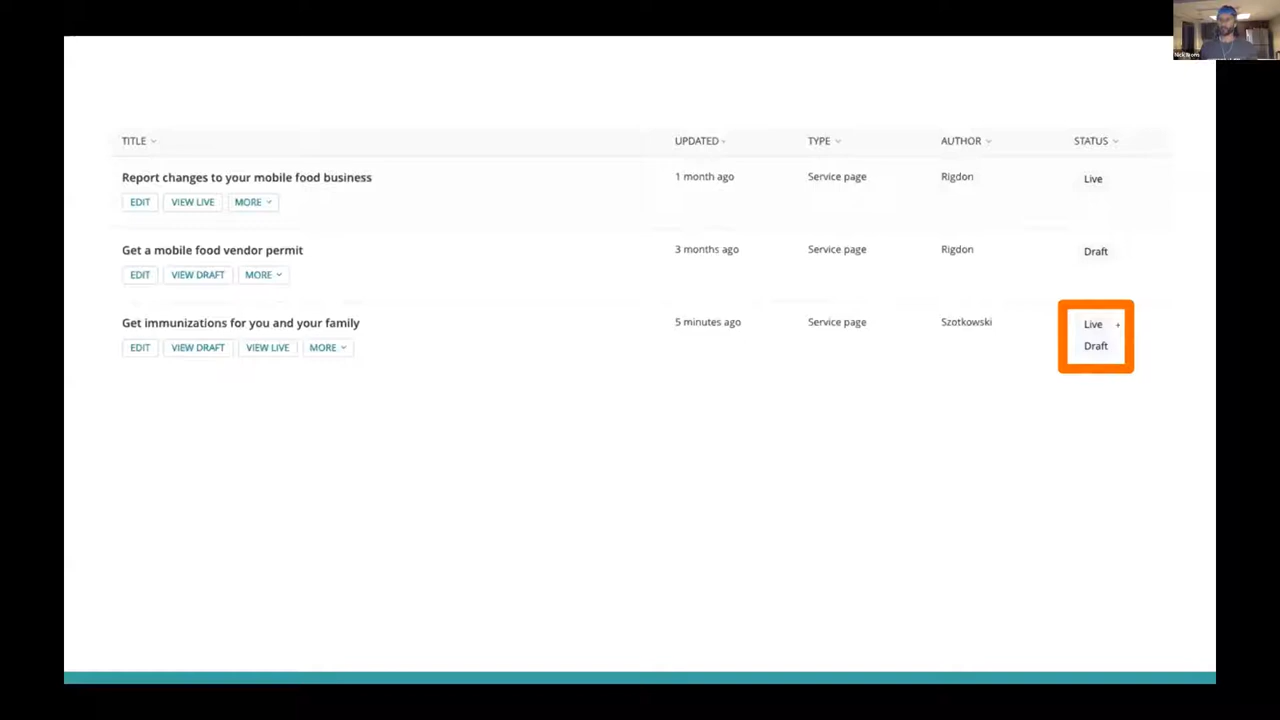 TITLE UPDATED TYPE AUTHOR STATUS
Report changes to your mobile food business 1 month ago Service page Rigdon Live
EDIT VIEW LIVE MORE
Get a mobile food vendor permit 3 months ago Service page Rigdon Draft
EDIT VIEW DRAFT MORE
Get immunizations for you and your family 5 minutes ago Service page Szotkowski Live +
EDIT VIEW DRAFT VIEW LIVE MORE Draft